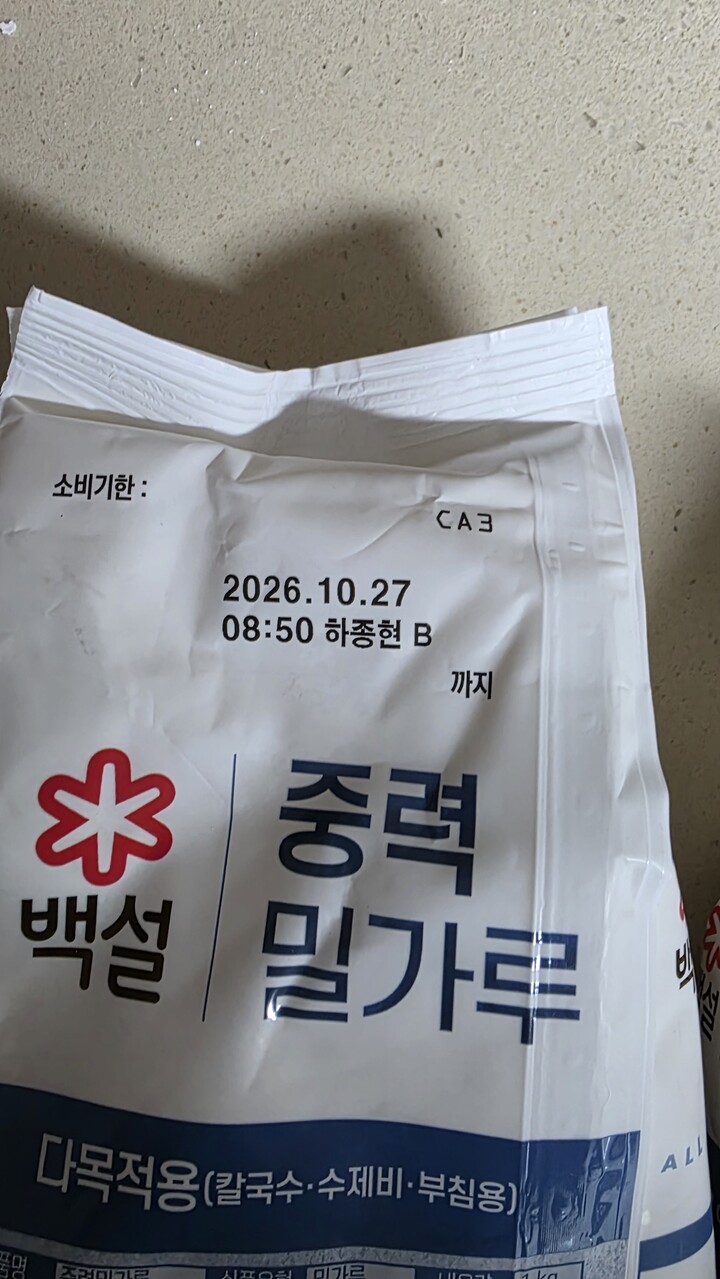 소비기한 :
CA3
2026.10.27
08:50 하종현 B
까지
백설
중력
밀가루
다목적용(칼국수·수제비·부침용)
ALL